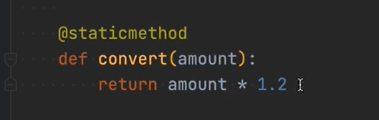 @staticmethod
def convert(amount):
    return amount * 1.2